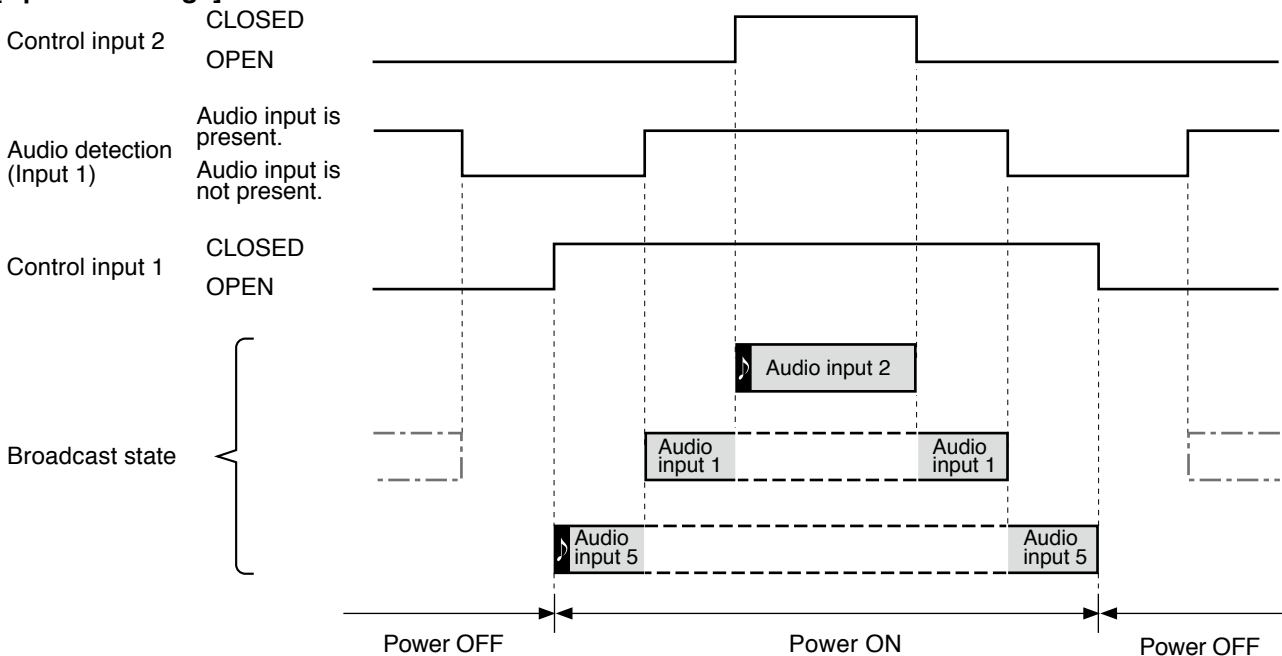 CLOSED
Control input 2
OPEN
Audio input is
present.
Audio detection
(Input 1)
Audio input is
not present.
CLOSED
Control input 1
OPEN
Audio input 2
Broadcast state
Audio
input 1
Audio
input 1
Audio
input 5
Audio
input 5
Power OFF
Power ON
Power OFF